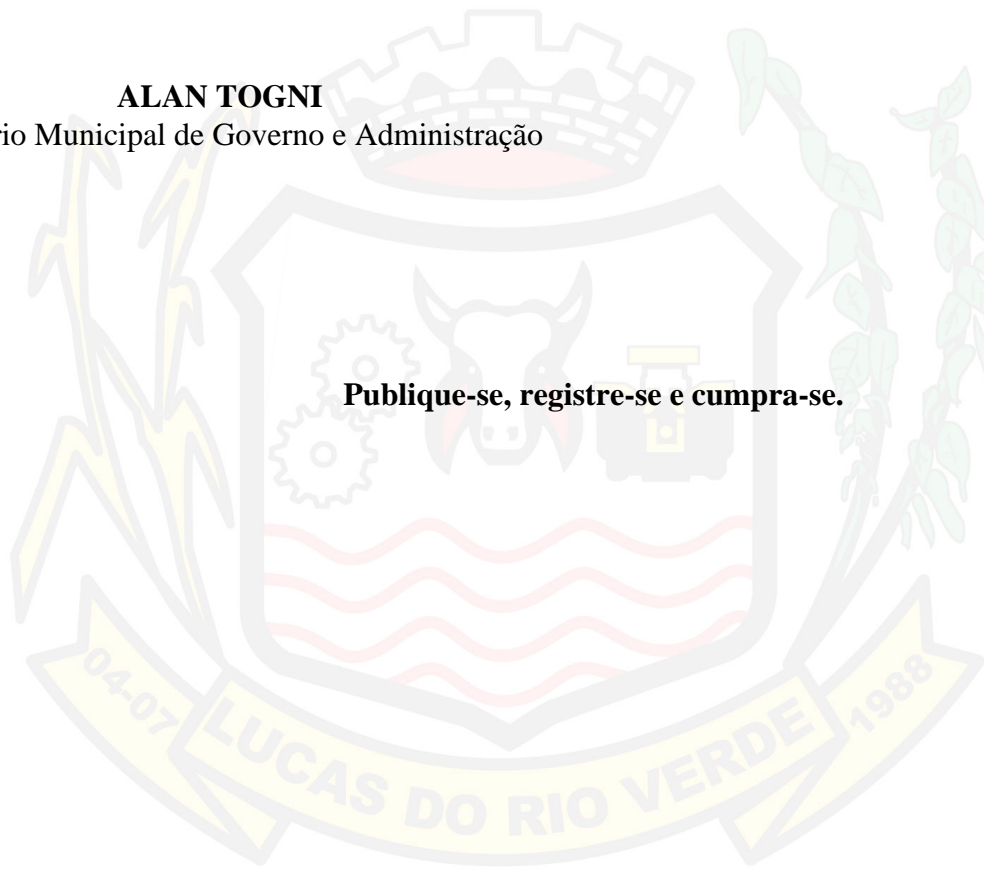 ALAN TOGNI
rio Municipal de Governo e Administração
Publique-se, registre-se e cumpra-se.
04-07 LUCAS DO RIO VERDE 1988